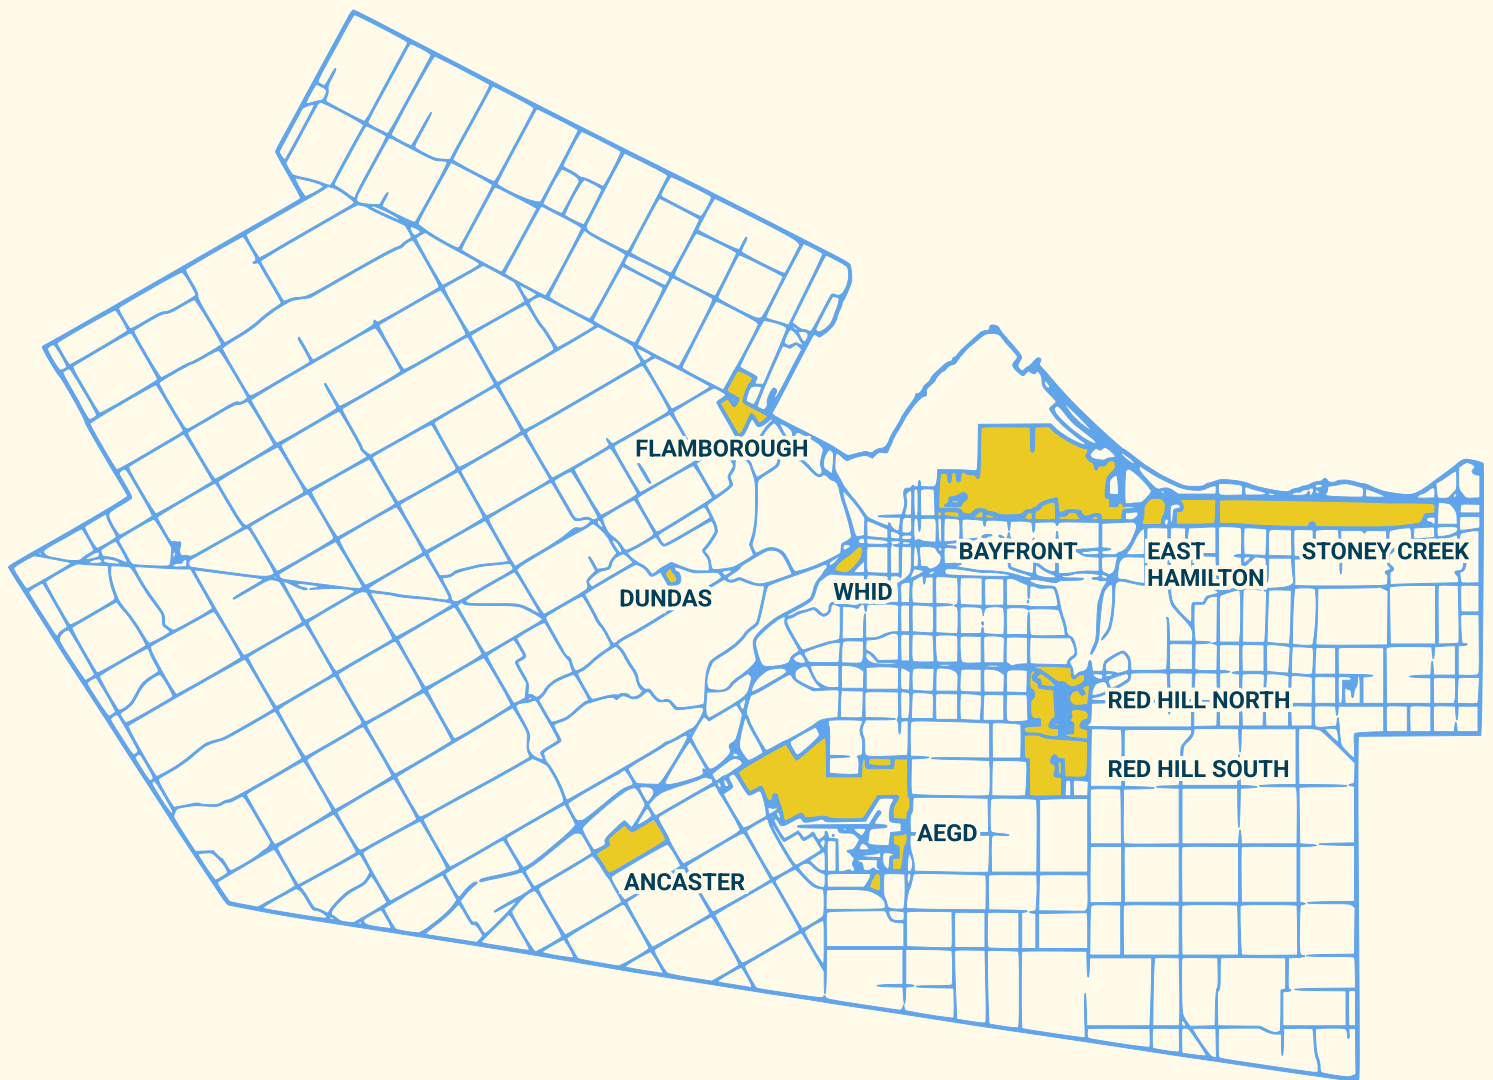 FLAMBOROUGH
BAYFRONT
EAST
HAMILTON
STONEY CREEK
DUNDAS
WHID
RED HILL NORTH
RED HILL SOUTH
AEGD
ANCASTER